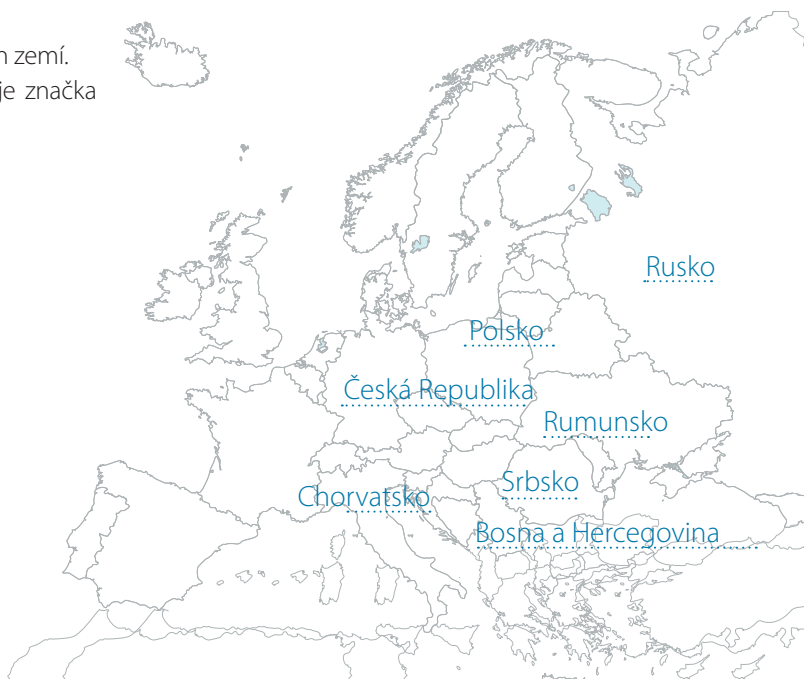 h zemí.
je značka
Rusko
Polsko
Česká Republika
Rumunsko
Srbsko
Chorvatsko
Bosna a Hercegovina